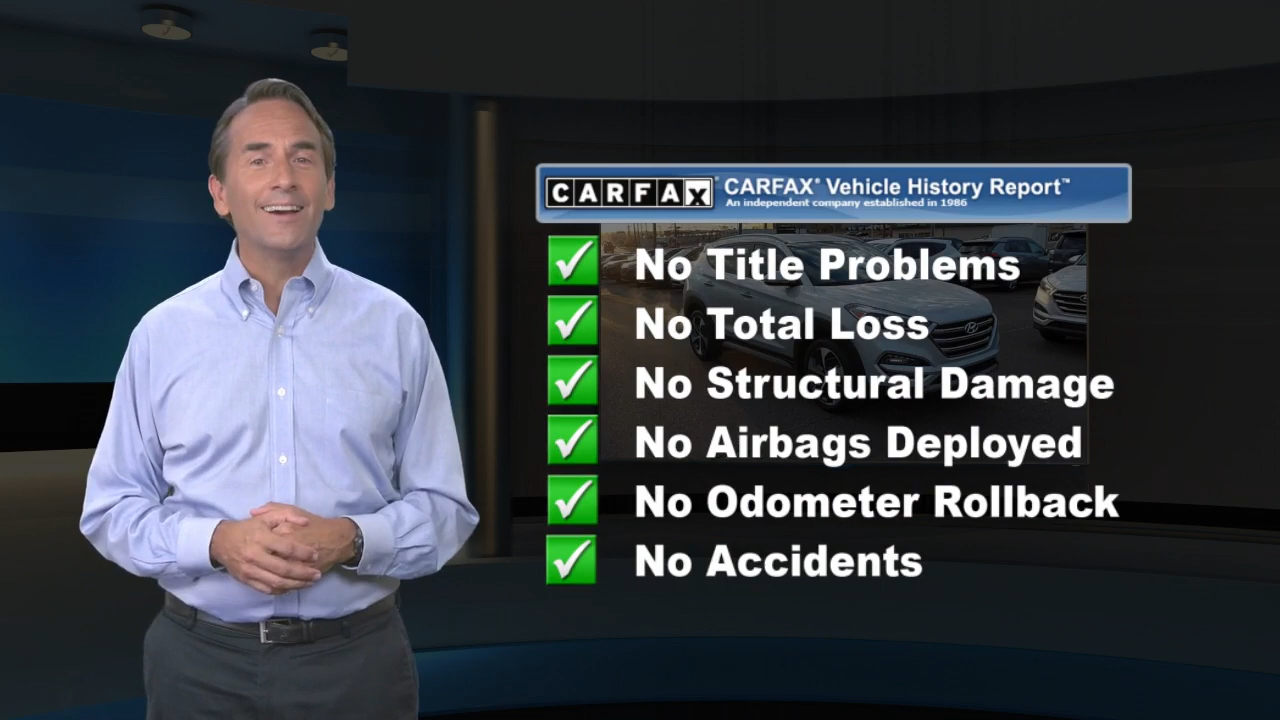 CARFAX® CARFAX® Vehicle History Report™
An independent company established in 1986
No Title Problems
No Total Loss
No Structural Damage
No Airbags Deployed
No Odometer Rollback
No Accidents